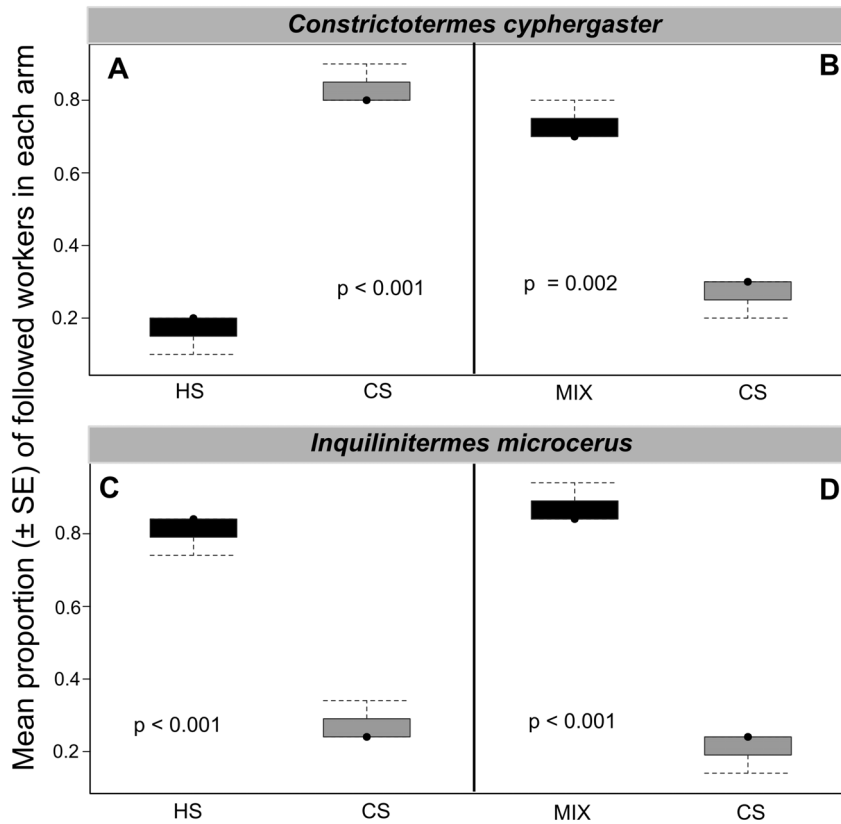 Constrictotermes cyphergaster
Mean proportion (± SE) of followed workers in each arm
A
B
0.8
0.6
0.4
0.2
p < 0.001
p = 0.002
HS
CS
MIX
CS
Inquilinitermes microcerus
C
D
0.8
0.6
0.4
0.2
p < 0.001
p < 0.001
HS
CS
MIX
CS